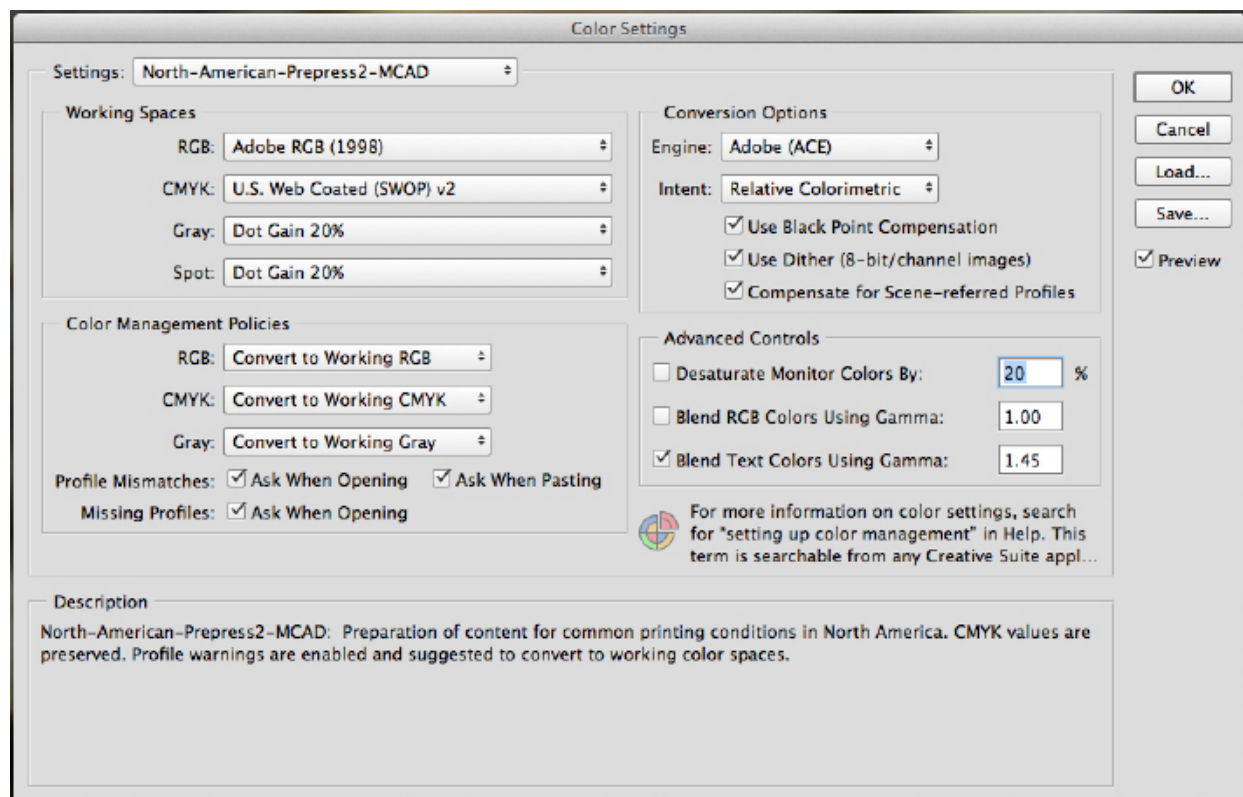 Color Settings
Settings: North-American-Prepress2-MCAD
Working Spaces
RGB: Adobe RGB (1998)
CMYK: U.S. Web Coated (SWOP) v2
Gray: Dot Gain 20%
Spot: Dot Gain 20%
Color Management Policies
RGB: Convert to Working RGB
CMYK: Convert to Working CMYK
Gray: Convert to Working Gray
Profile Mismatches: Ask When Opening Ask When Pasting
Missing Profiles: Ask When Opening
Conversion Options
Engine: Adobe (ACE)
Intent: Relative Colorimetric
Use Black Point Compensation
Use Dither (8-bit/channel images)
Compensate for Scene-referred Profiles
Advanced Controls
Desaturate Monitor Colors By: 20 %
Blend RGB Colors Using Gamma: 1.00
Blend Text Colors Using Gamma: 1.45
For more information on color settings, search
for "setting up color management" in Help. This
term is searchable from any Creative Suite appl...
OK
Cancel
Load...
Save...
Preview
Description
North-American-Prepress2-MCAD: Preparation of content for common printing conditions in North America. CMYK values are
preserved. Profile warnings are enabled and suggested to convert to working color spaces.